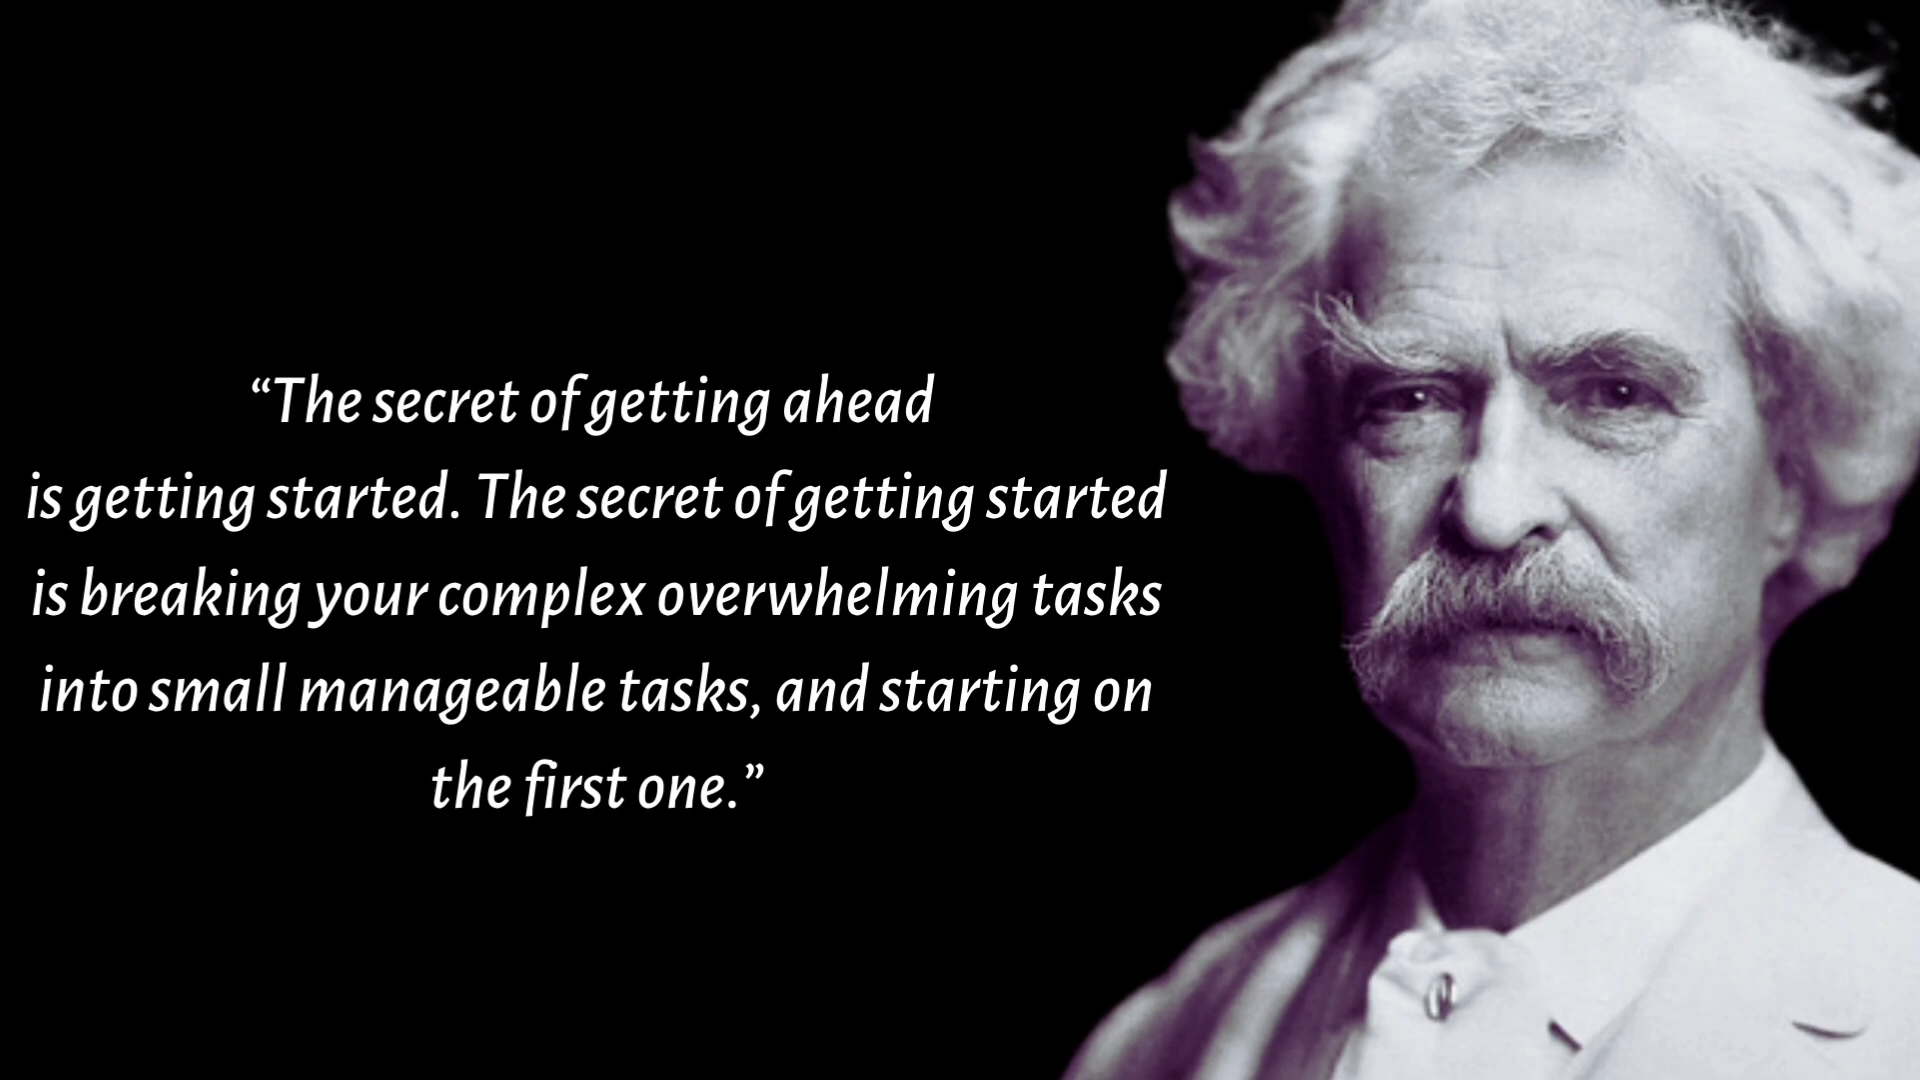 “The secret of getting ahead
is getting started. The secret of getting started
is breaking your complex overwhelming tasks
into small manageable tasks, and starting on
the first one.”